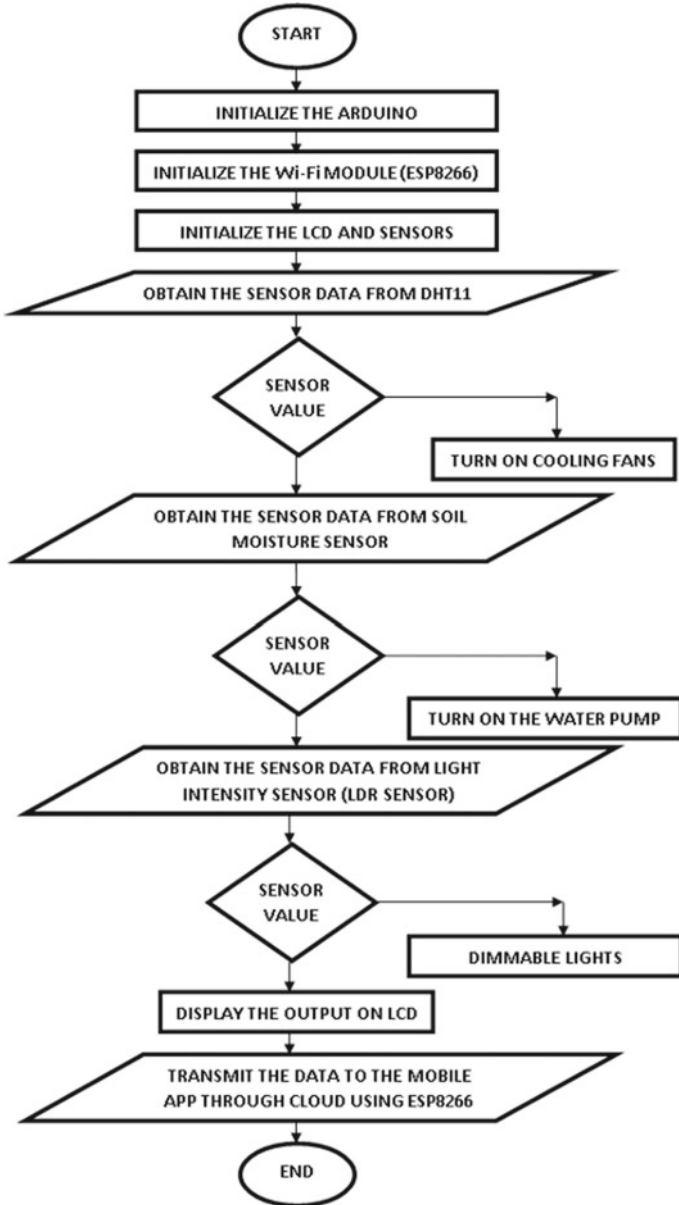 START
INITIALIZE THE ARDUINO
INITIALIZE THE Wi-Fi MODULE (ESP8266)
INITIALIZE THE LCD AND SENSORS
OBTAIN THE SENSOR DATA FROM DHT11
SENSOR
VALUE
TURN ON COOLING FANS
OBTAIN THE SENSOR DATA FROM SOIL
MOISTURE SENSOR
SENSOR
VALUE
TURN ON THE WATER PUMP
OBTAIN THE SENSOR DATA FROM LIGHT
INTENSITY SENSOR (LDR SENSOR)
SENSOR
VALUE
DIMMABLE LIGHTS
DISPLAY THE OUTPUT ON LCD
TRANSMIT THE DATA TO THE MOBILE
APP THROUGH CLOUD USING ESP8266
END